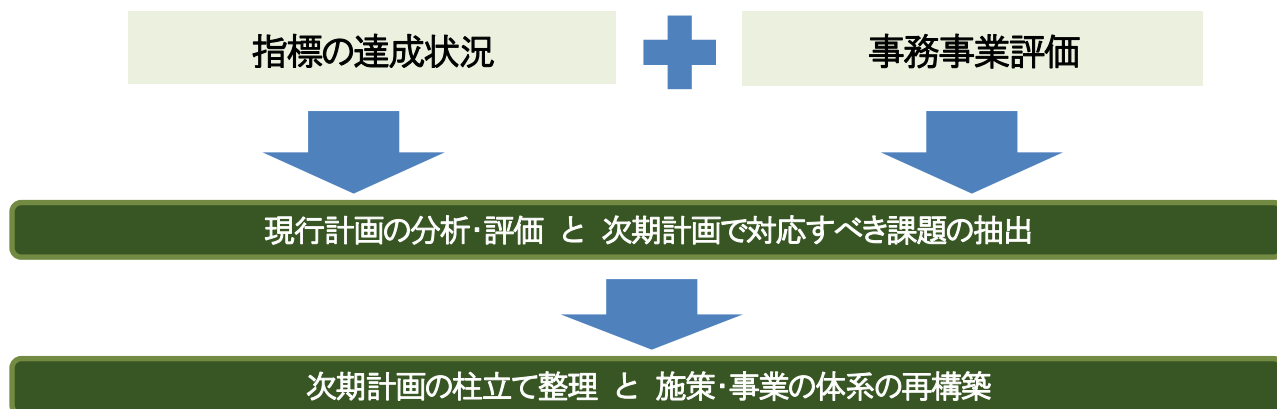 指標の達成状況
事務事業評価
現行計画の分析・評価 と 次期計画で対応すべき課題の抽出
次期計画の柱立て整理 と 施策・事業の体系の再構築